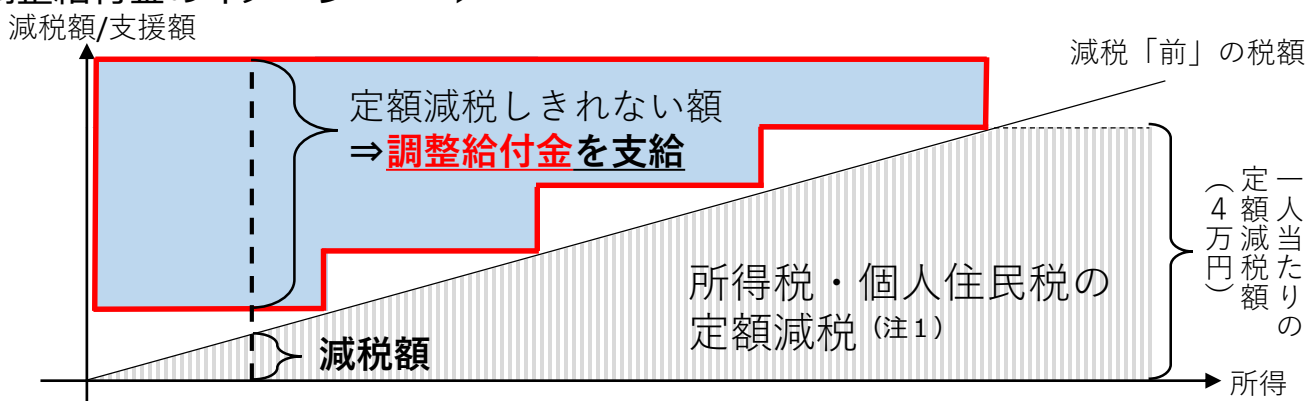 減税額/支援額
減税「前」の税額
定額減税しきれない額
⇒調整給付金を支給
一人当たりの
定額減税額
（４万円）
所得税・個人住民税の
定額減税（注１）
減税額
所得